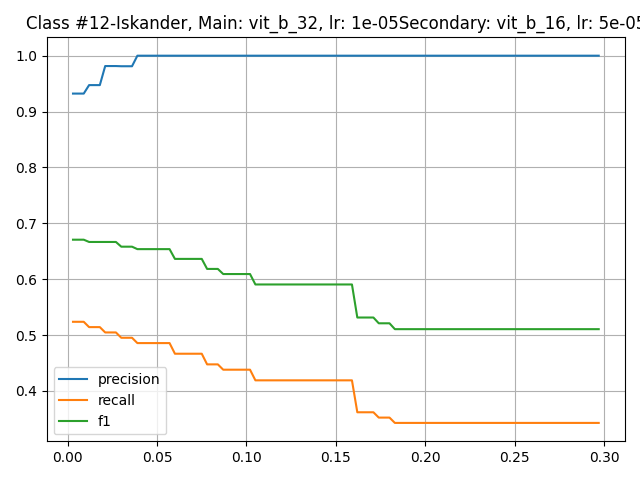 Class #12-Iskander, Main: vit_b_32, lr: 1e-05Secondary: vit_b_16, lr: 5e-05
1.0
0.9
0.8
0.7
0.6
0.5
0.4
precision
recall
f1
0.00 0.05 0.10 0.15 0.20 0.25 0.30